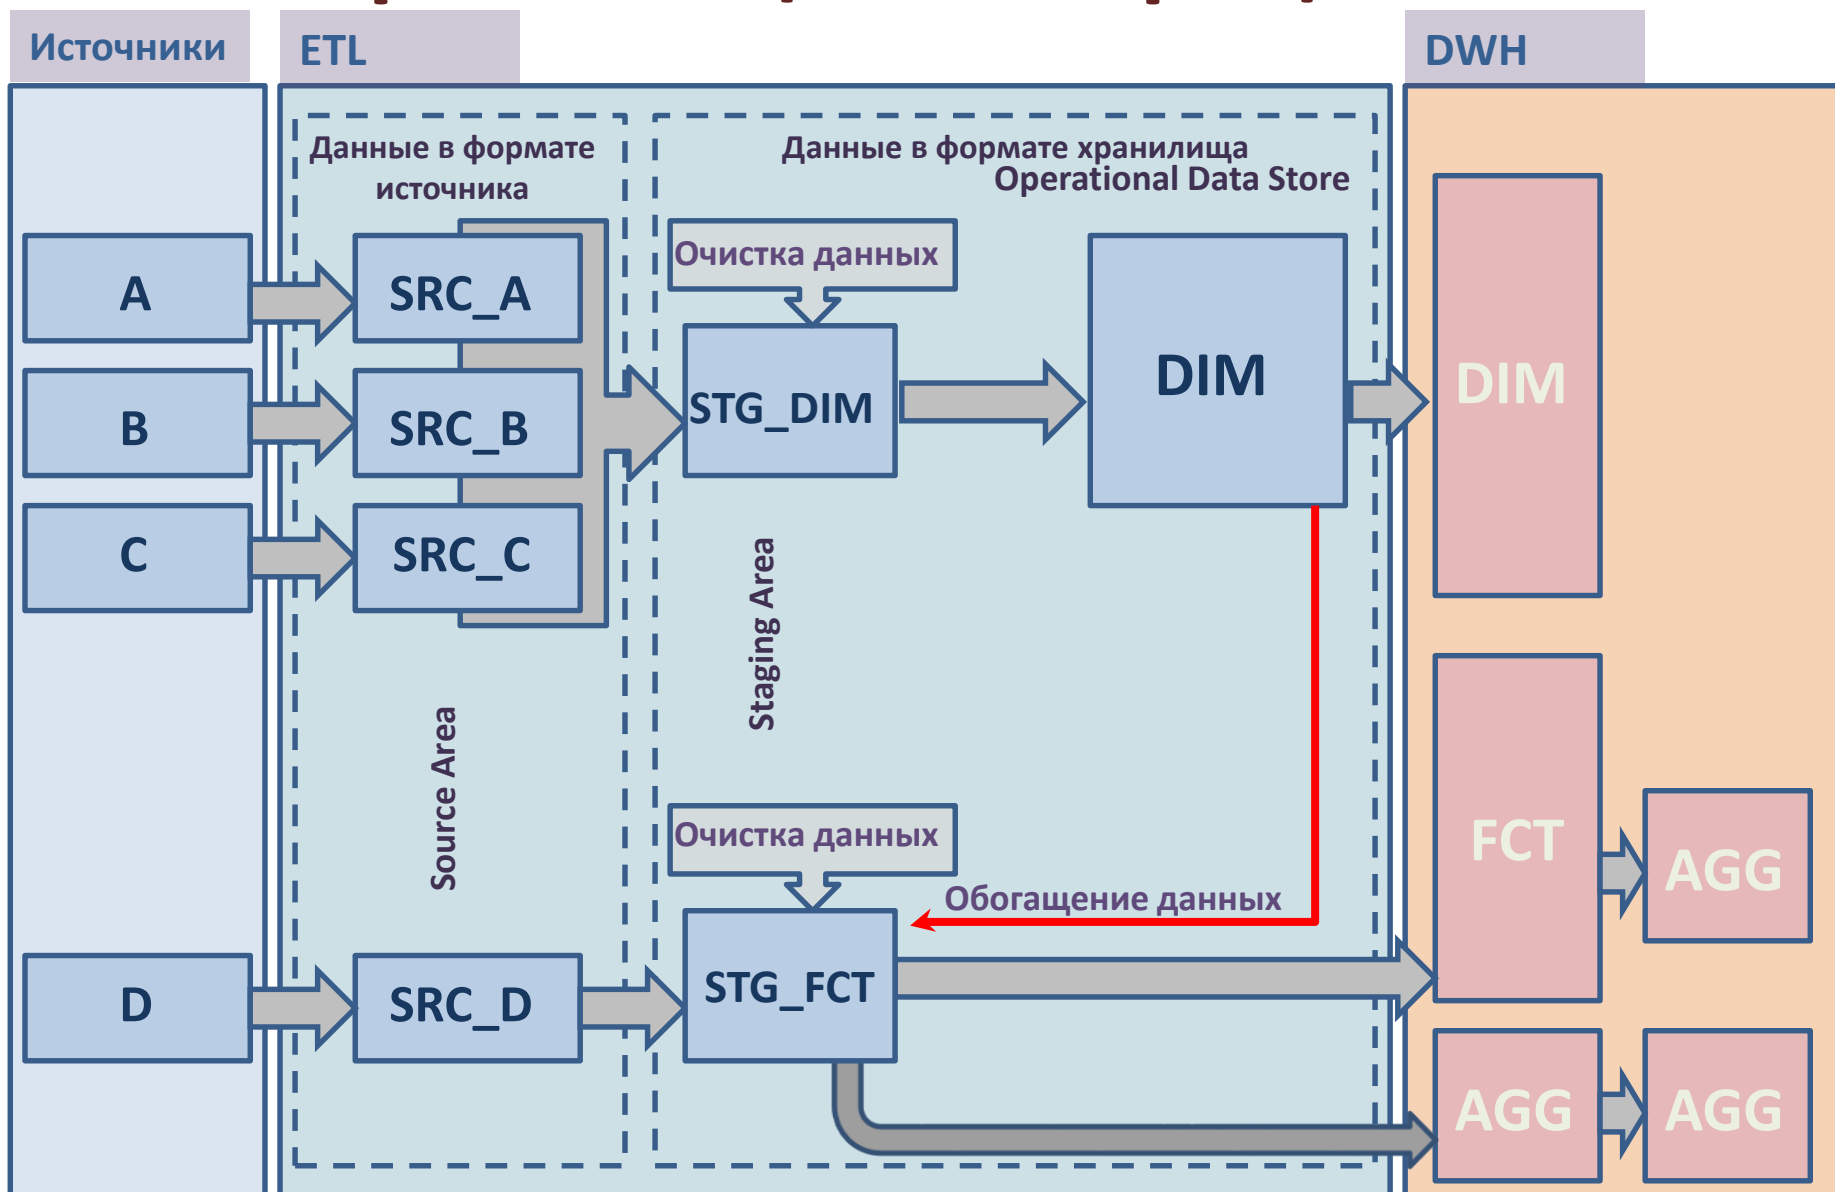 Источники
ETL
DWH
Данные в формате
источника
Данные в формате хранилища
Operational Data Store
A
SRC_A
Очистка данных
DIM
DIM
B
SRC_B
STG_DIM
C
SRC_C
Staging Area
Source Area
Очистка данных
FCT
AGG
Обогащение данных
D
SRC_D
STG_FCT
AGG
AGG